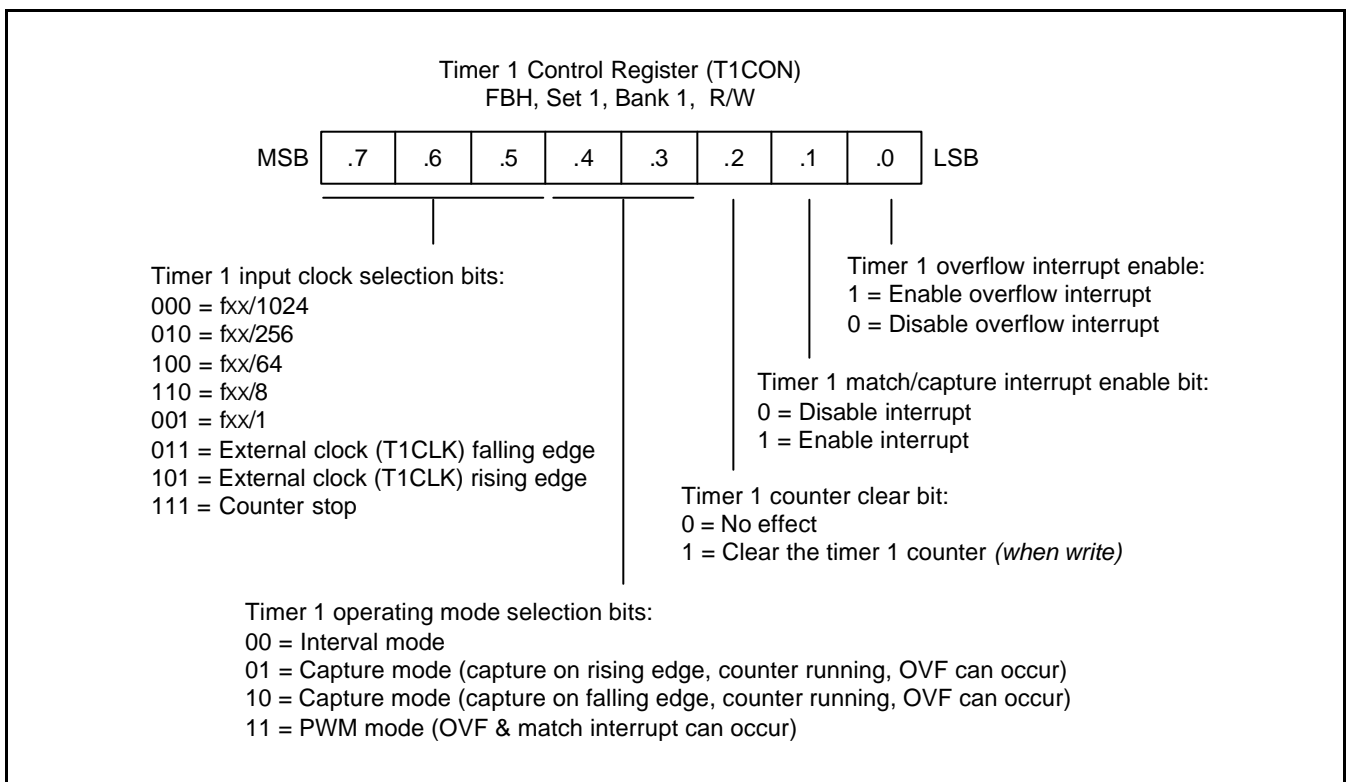 Timer 1 Control Register (T1CON)
FBH, Set 1, Bank 1, R/W
MSB .7 .6 .5 .4 .3 .2 .1 .0 LSB
Timer 1 input clock selection bits:
000 = fxx/1024
010 = fxx/256
100 = fxx/64
110 = fxx/8
001 = fxx/1
011 = External clock (T1CLK) falling edge
101 = External clock (T1CLK) rising edge
111 = Counter stop
Timer 1 overflow interrupt enable:
1 = Enable overflow interrupt
0 = Disable overflow interrupt
Timer 1 match/capture interrupt enable bit:
0 = Disable interrupt
1 = Enable interrupt
Timer 1 counter clear bit:
0 = No effect
1 = Clear the timer 1 counter (when write)
Timer 1 operating mode selection bits:
00 = Interval mode
01 = Capture mode (capture on rising edge, counter running, OVF can occur)
10 = Capture mode (capture on falling edge, counter running, OVF can occur)
11 = PWM mode (OVF & match interrupt can occur)